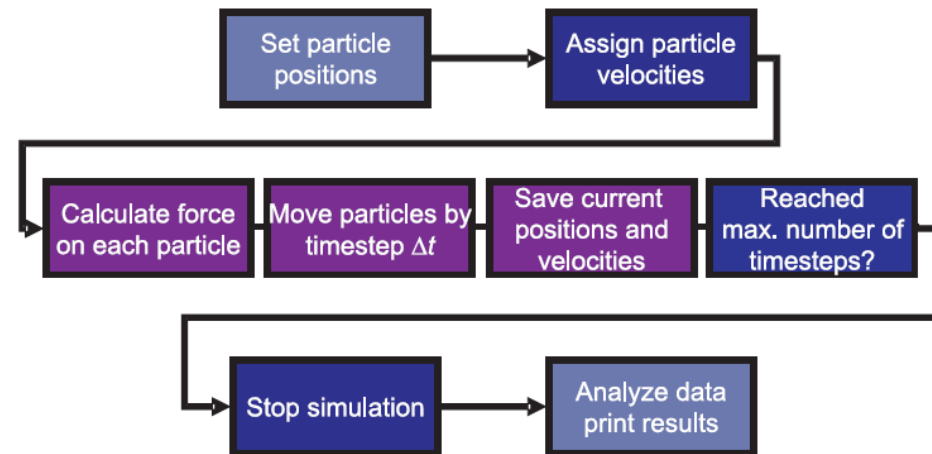 Set particle
positions
Assign particle
velocities
Calculate force
on each particle
Move particles by
timestep Δt
Save current
positions and
velocities
Reached
max. number of
timesteps?
Stop simulation
Analyze data
print results